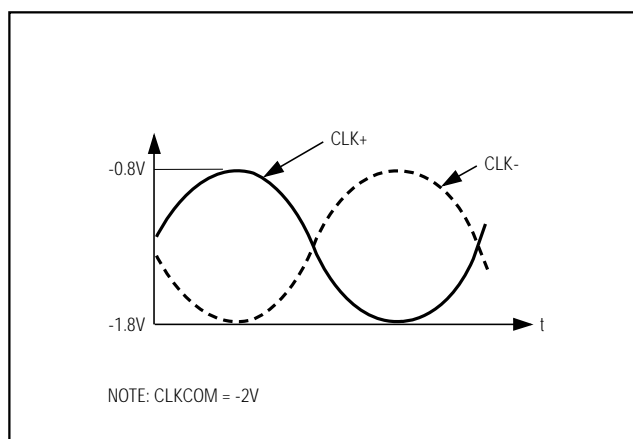 CLK+
CLK-
-0.8V
-1.8V
t
NOTE: CLKCOM = -2V